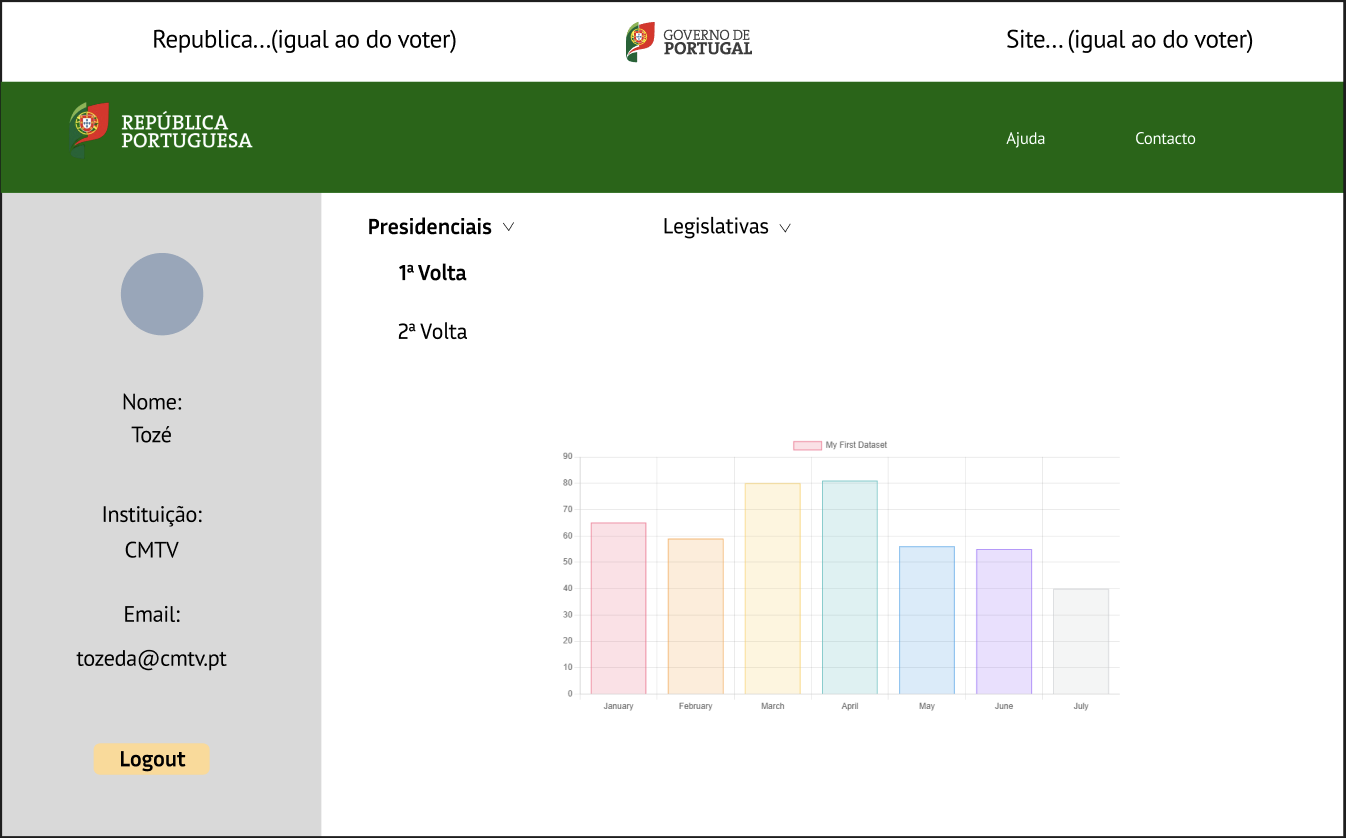 Republica...(igual ao do voter)
GOVERNO DE
PORTUGAL
Site... (igual ao do voter)
REPÚBLICA
PORTUGUESA
Ajuda
Contacto
Nome:
Tozé
Instituição:
CMTV
Email:
tozeda@cmtv.pt
Logout
Presidenciais
Legislativas
1ª Volta
2ª Volta
My First Dataset
90
80
70
60
50
40
30
20
10
0
January February March April May June July